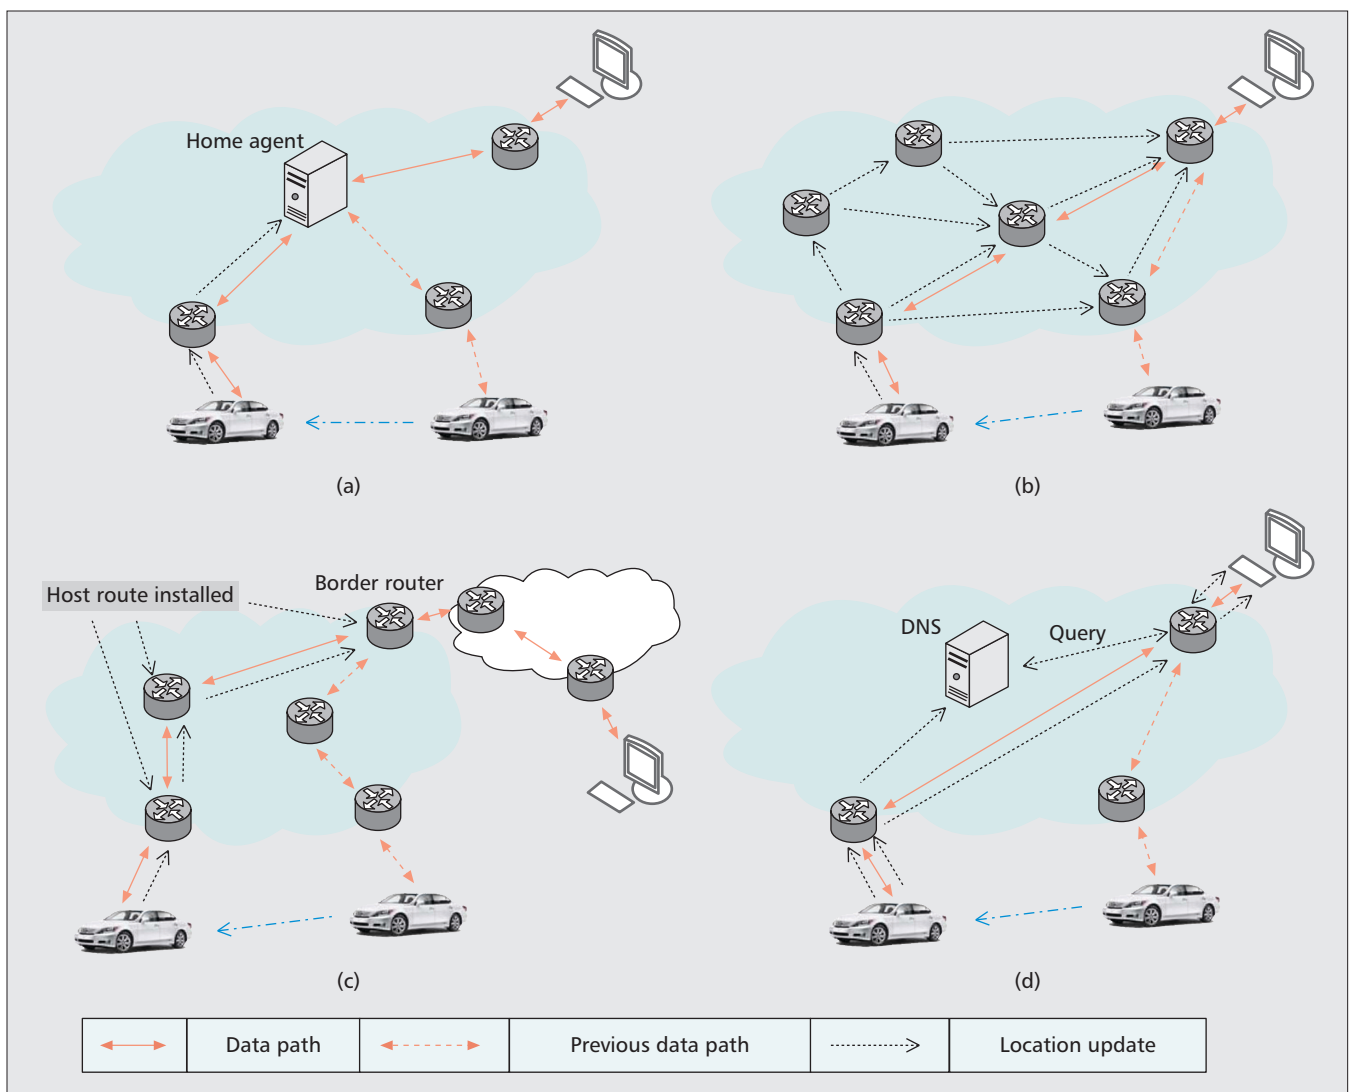 Home agent
(a)
(b)
Host route installed
Border router
(c)
DNS
Query
(d)
Data path
Previous data path
Location update